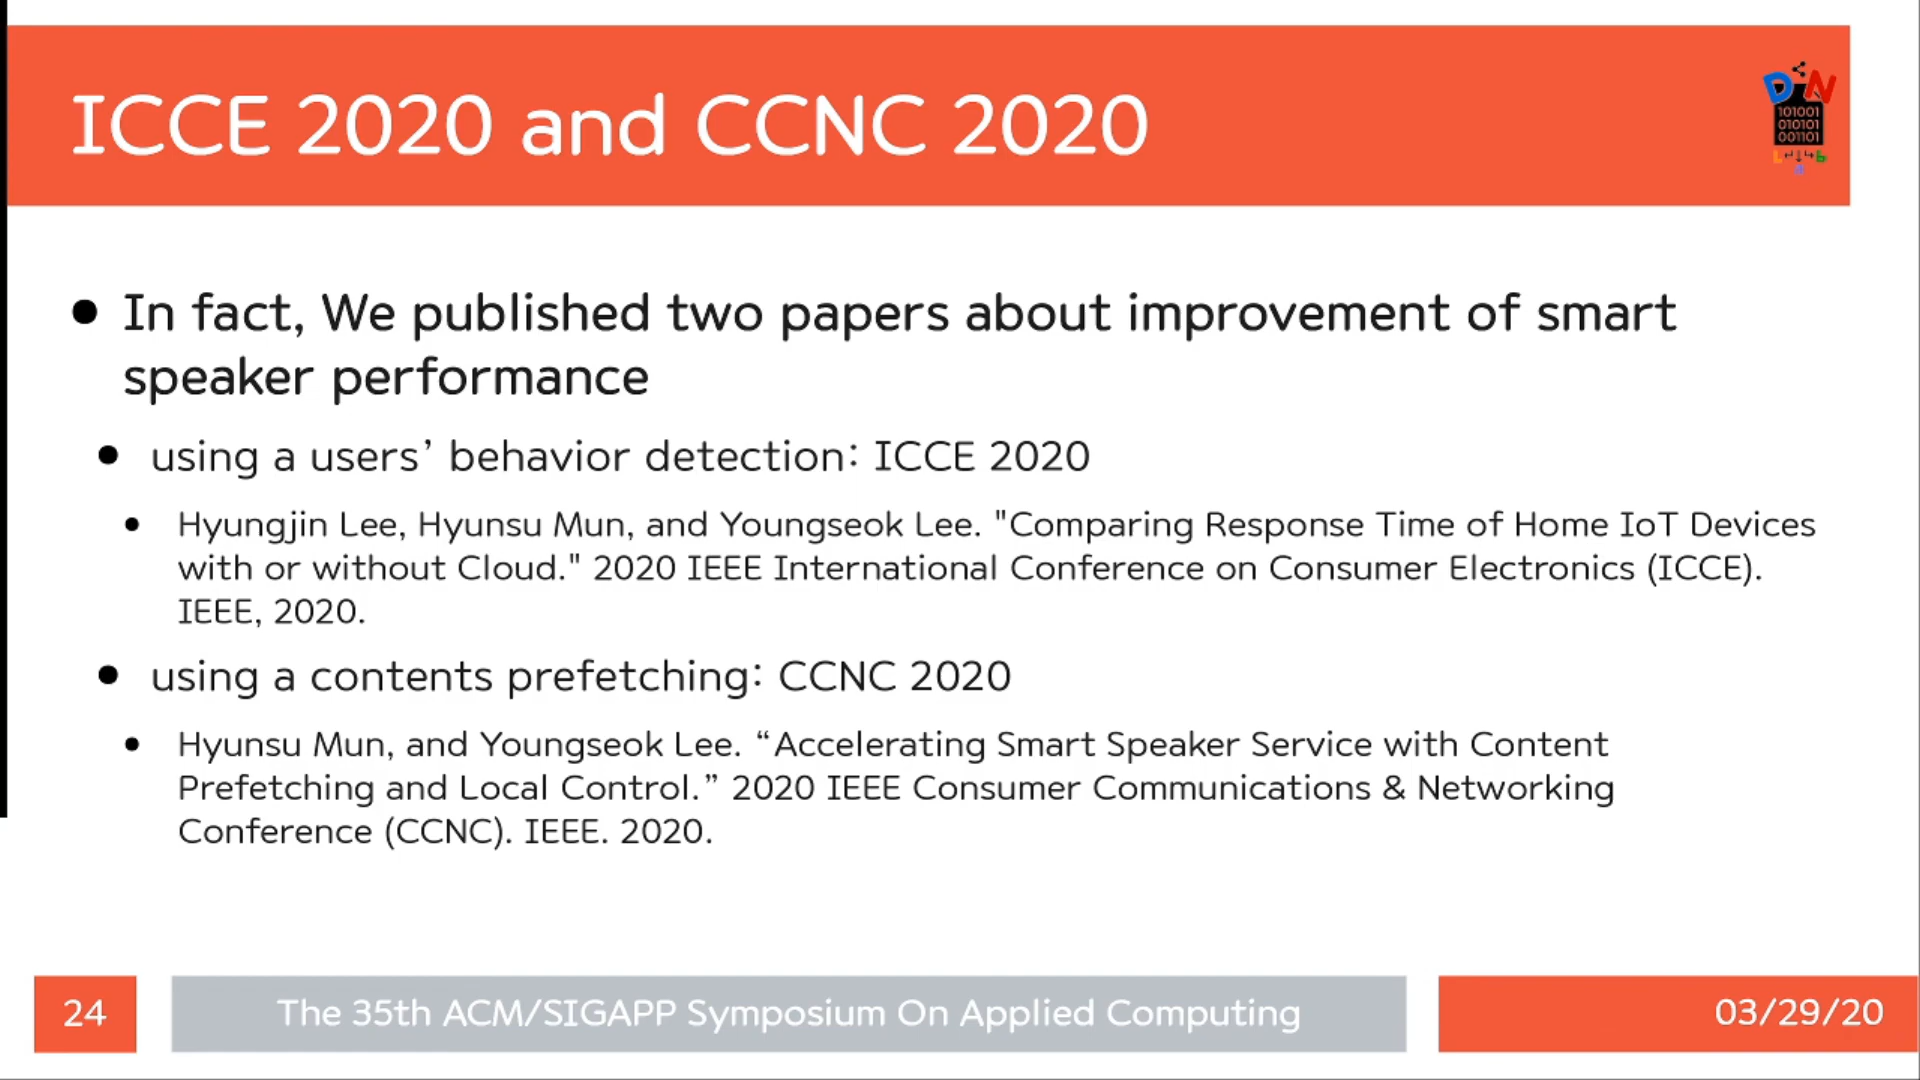 ICCE 2020 and CCNC 2020
D N
101001
010101
001101
• In fact, We published two papers about improvement of smart
speaker performance
• using a users’ behavior detection: ICCE 2020
• Hyungjin Lee, Hyunsu Mun, and Youngseok Lee. "Comparing Response Time of Home IoT Devices
with or without Cloud." 2020 IEEE International Conference on Consumer Electronics (ICCE).
IEEE, 2020.
• using a contents prefetching: CCNC 2020
• Hyunsu Mun, and Youngseok Lee. “Accelerating Smart Speaker Service with Content
Prefetching and Local Control.” 2020 IEEE Consumer Communications & Networking
Conference (CCNC). IEEE. 2020.
24
The 35th ACM/SIGAPP Symposium On Applied Computing
03/29/20